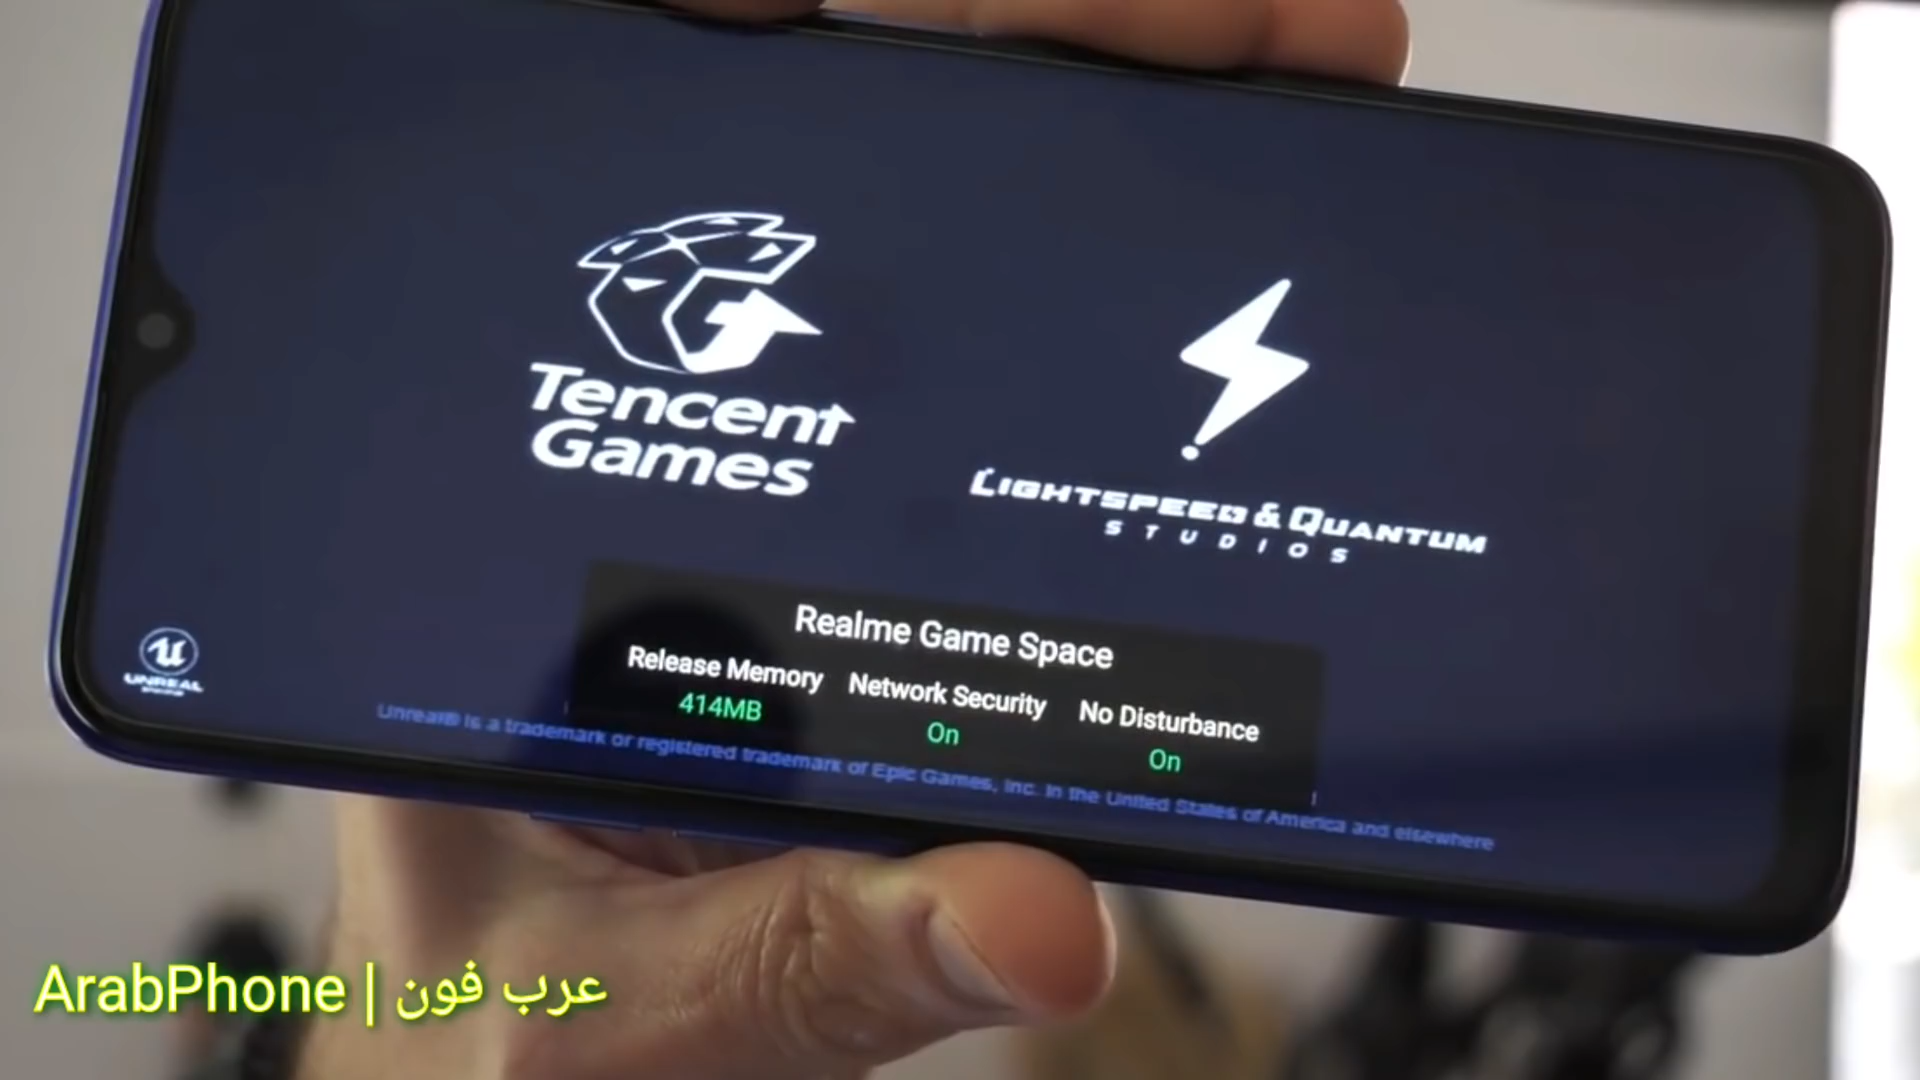 Tencent
Games
LIGHTSPEED & QUANTUM
STUDIOS
Realme Game Space
Release Memory
414MB
Network Security
On
No Disturbance
On
UNREAL
Unreal® is a trademark or registered trademark of Epic Games, Inc. in the United States of America and elsewhere
ArabPhone | عرب فون